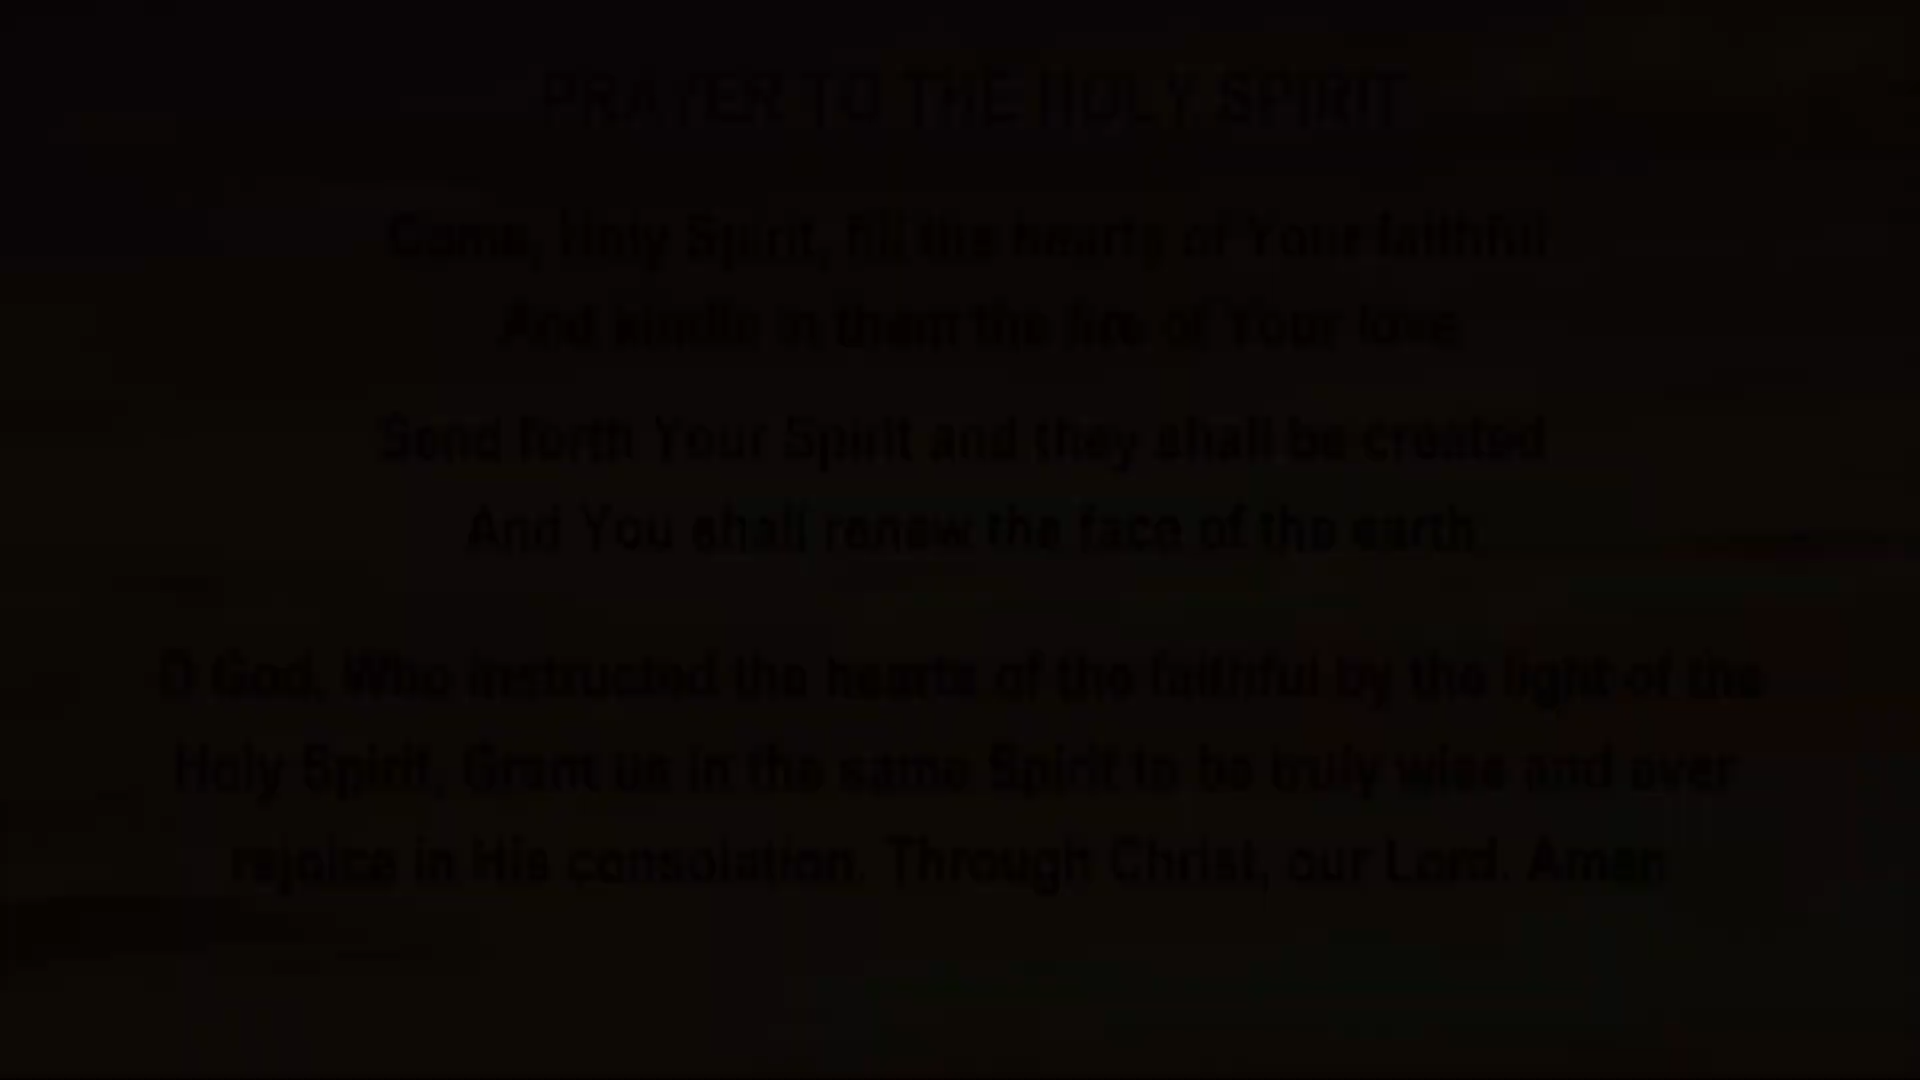 PRAYER TO THE HOLY SPIRIT
Come, Holy Spirit, fill the hearts of Your faithful
And kindle in them the fire of Your love
Send forth Your Spirit and they shall be created
And You shall renew the face of the earth
O God, Who instructed the hearts of the faithful by the light of the
Holy Spirit, Grant us in the same Spirit to be truly wise and ever
rejoice in His consolation. Through Christ, our Lord. Amen